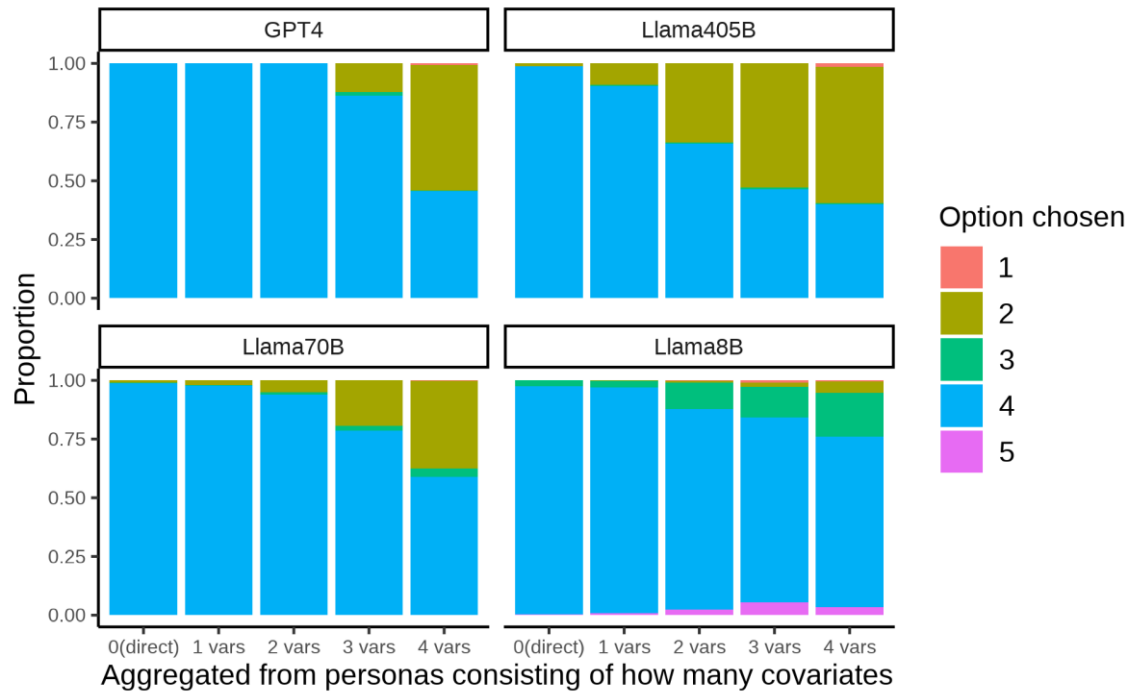 GPT4
Llama405B
1.00
0.75
0.50
0.25
0.00
Llama70B
Llama8B
1.00
0.75
0.50
0.25
0.00
0(direct) 1 vars 2 vars 3 vars 4 vars
0(direct) 1 vars 2 vars 3 vars 4 vars
Aggregated from personas consisting of how many covariates
Proportion
Option chosen
1
2
3
4
5